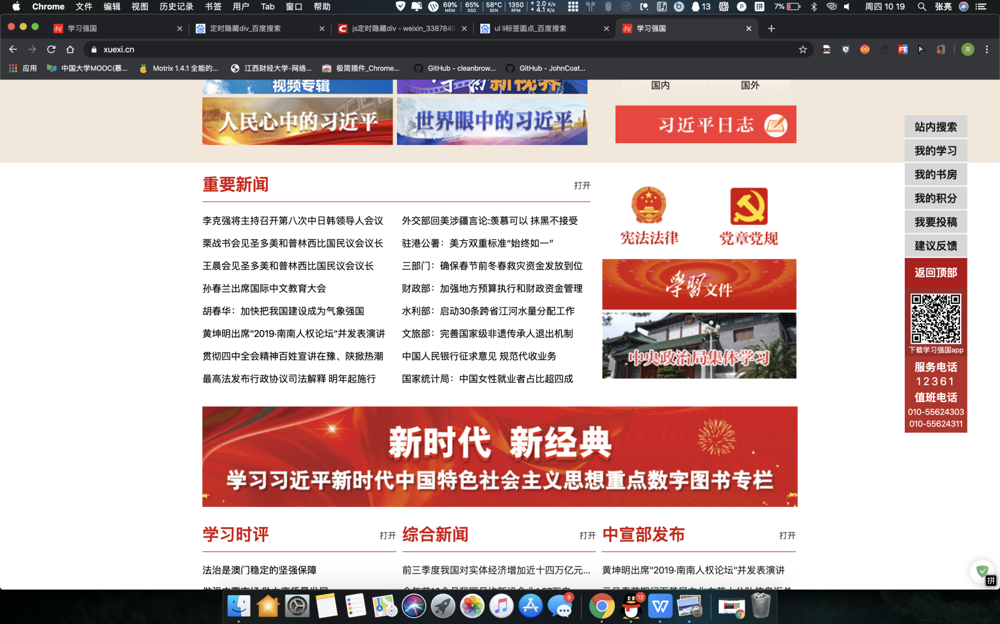 Chrome 文件 编辑 视图 历史记录 书签 用户 Tab 窗口 帮助 69% MEM 65% SSD 58°C SEN 1350 RPM 2.0 K/s 4.1 K/s 13 拼 7% 周四 10 19 张亮
学习强国 定时隐藏div_百度搜索 js定时隐藏div - weixin_3387845 ul li标签圆点_百度搜索 学习强国
xuexi.cn 亮
应用 中国大学MOOC(慕... Motrix 1.4.1 全能的... 江西财经大学-网络... 极简插件_Chrome... GitHub - cleanbrow... GitHub - JohnCoat...
视频专辑 学习新视界 国内 国外
人民心中的习近平 世界眼中的习近平 习近平日志
站内搜索
我的学习
我的书房
我的积分
我要投稿
建议反馈
返回顶部
下载学习强国app
服务电话
12361
值班电话
010-55624303
010-55624311
重要新闻 打开
李克强将主持召开第八次中日韩领导人会议
栗战书会见圣多美和普林西比国民议会议长
王晨会见圣多美和普林西比国民议会议长
孙春兰出席国际中文教育大会
胡春华：加快把我国建设成为气象强国
黄坤明出席"2019·南南人权论坛"并发表演讲
贯彻四中全会精神百姓宣讲在豫、陕掀热潮
最高法发布行政协议司法解释 明年起施行
外交部回美涉疆言论:羡慕可以 抹黑不接受
驻港公署：美方双重标准“始终如一”
三部门：确保春节前冬春救灾资金发放到位
财政部：加强地方预算执行和财政资金管理
水利部：启动30条跨省江河水量分配工作
文旅部：完善国家级非遗传承人退出机制
中国人民银行征求意见 规范代收业务
国家统计局：中国女性就业者占比超四成
宪法法律 党章党规
学習文件
中央政治局集体学习
新时代 新经典
学习习近平新时代中国特色社会主义思想重点数字图书专栏
学习时评 打开
法治是澳门稳定的坚强保障
综合新闻 打开
前三季度我国对实体经济增加近十四万亿元...
中宣部发布 打开
黄坤明出席"2019·南南人权论坛"并发表演讲
拼
9 13